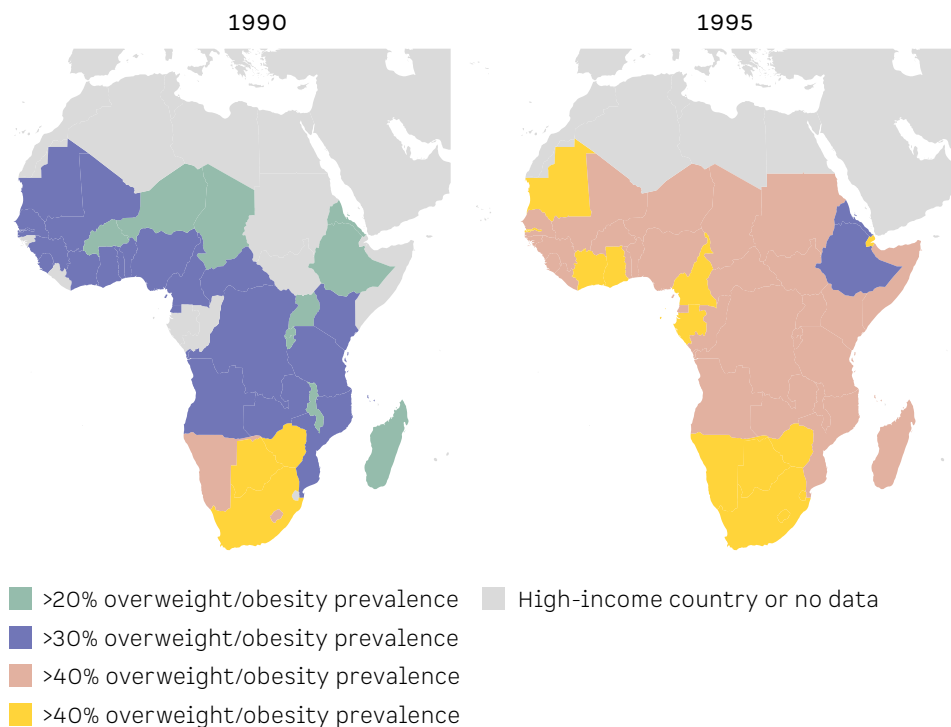 1990
1995
>20% overweight/obesity prevalence
High-income country or no data
>30% overweight/obesity prevalence
>40% overweight/obesity prevalence
>40% overweight/obesity prevalence